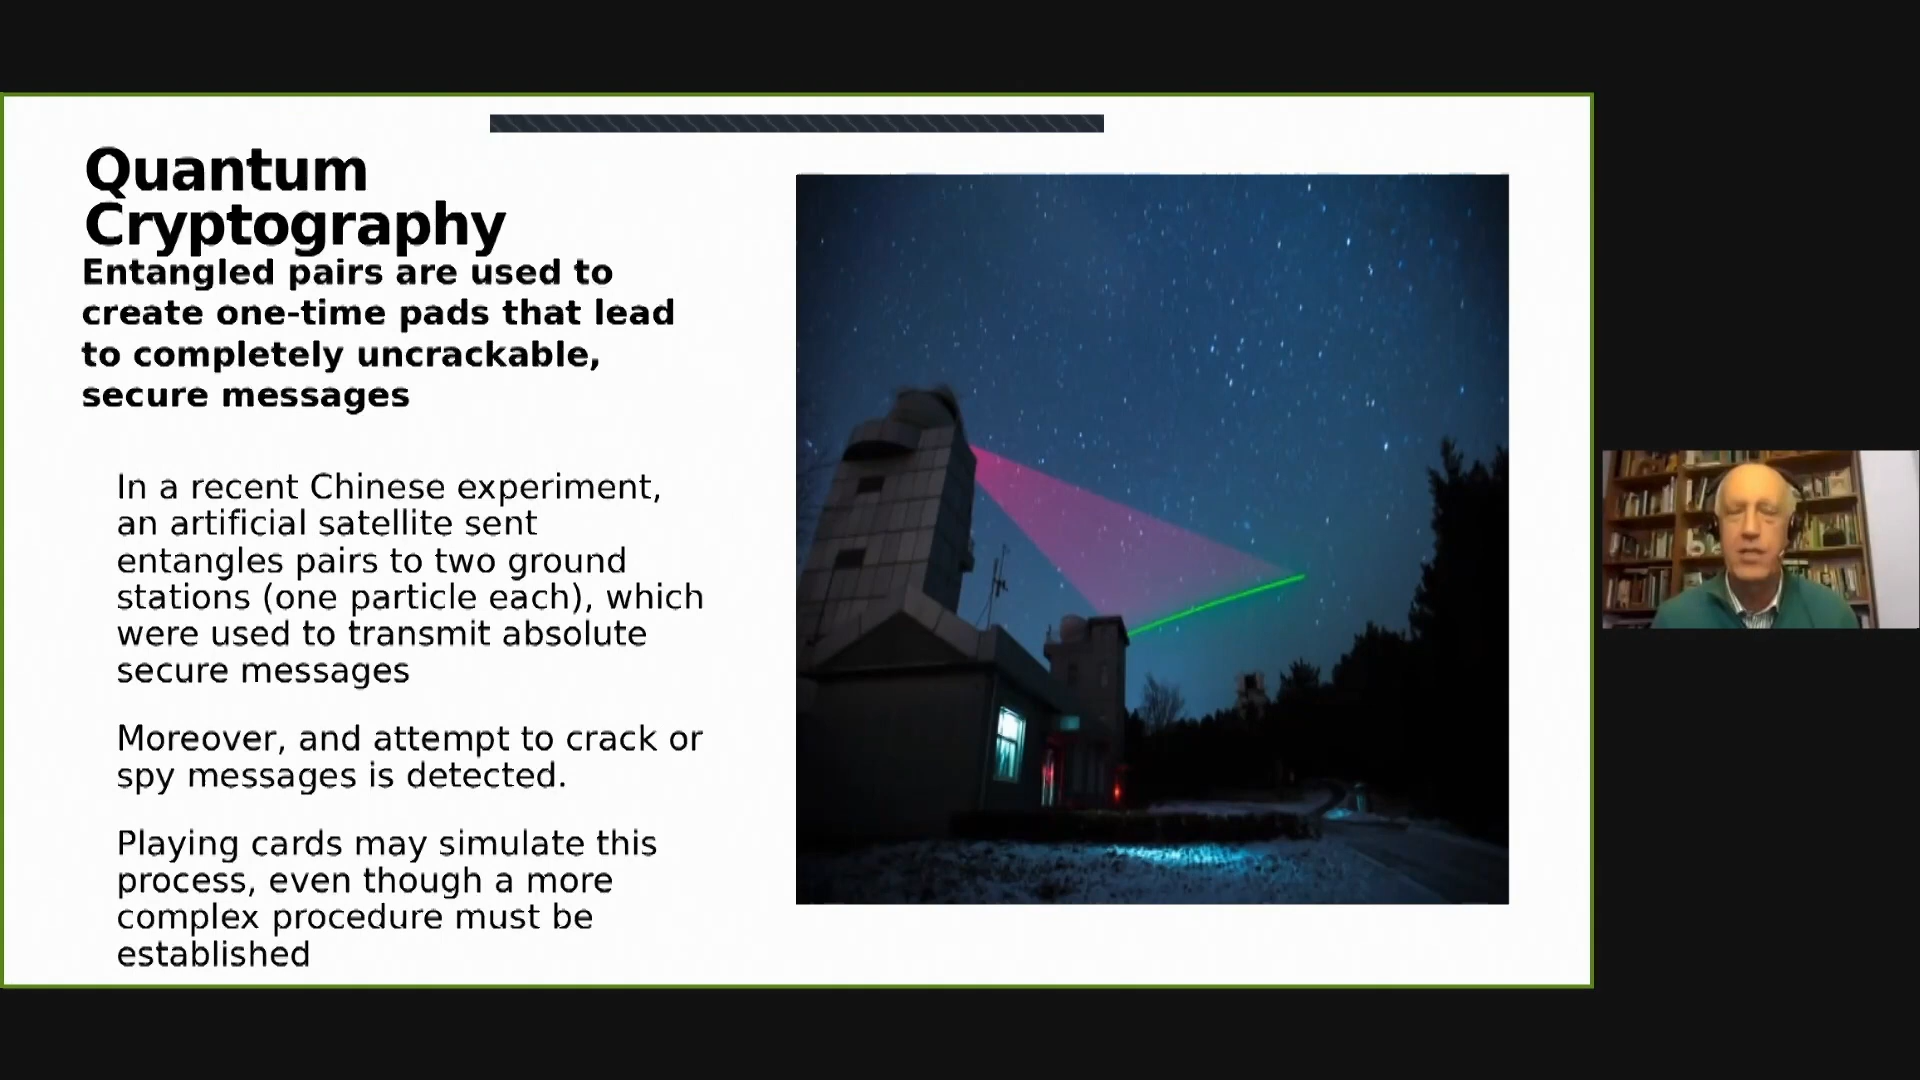 Quantum
Cryptography
Entangled pairs are used to
create one-time pads that lead
to completely uncrackable,
secure messages
In a recent Chinese experiment,
an artificial satellite sent
entangles pairs to two ground
stations (one particle each), which
were used to transmit absolute
secure messages
Moreover, and attempt to crack or
spy messages is detected.
Playing cards may simulate this
process, even though a more
complex procedure must be
established